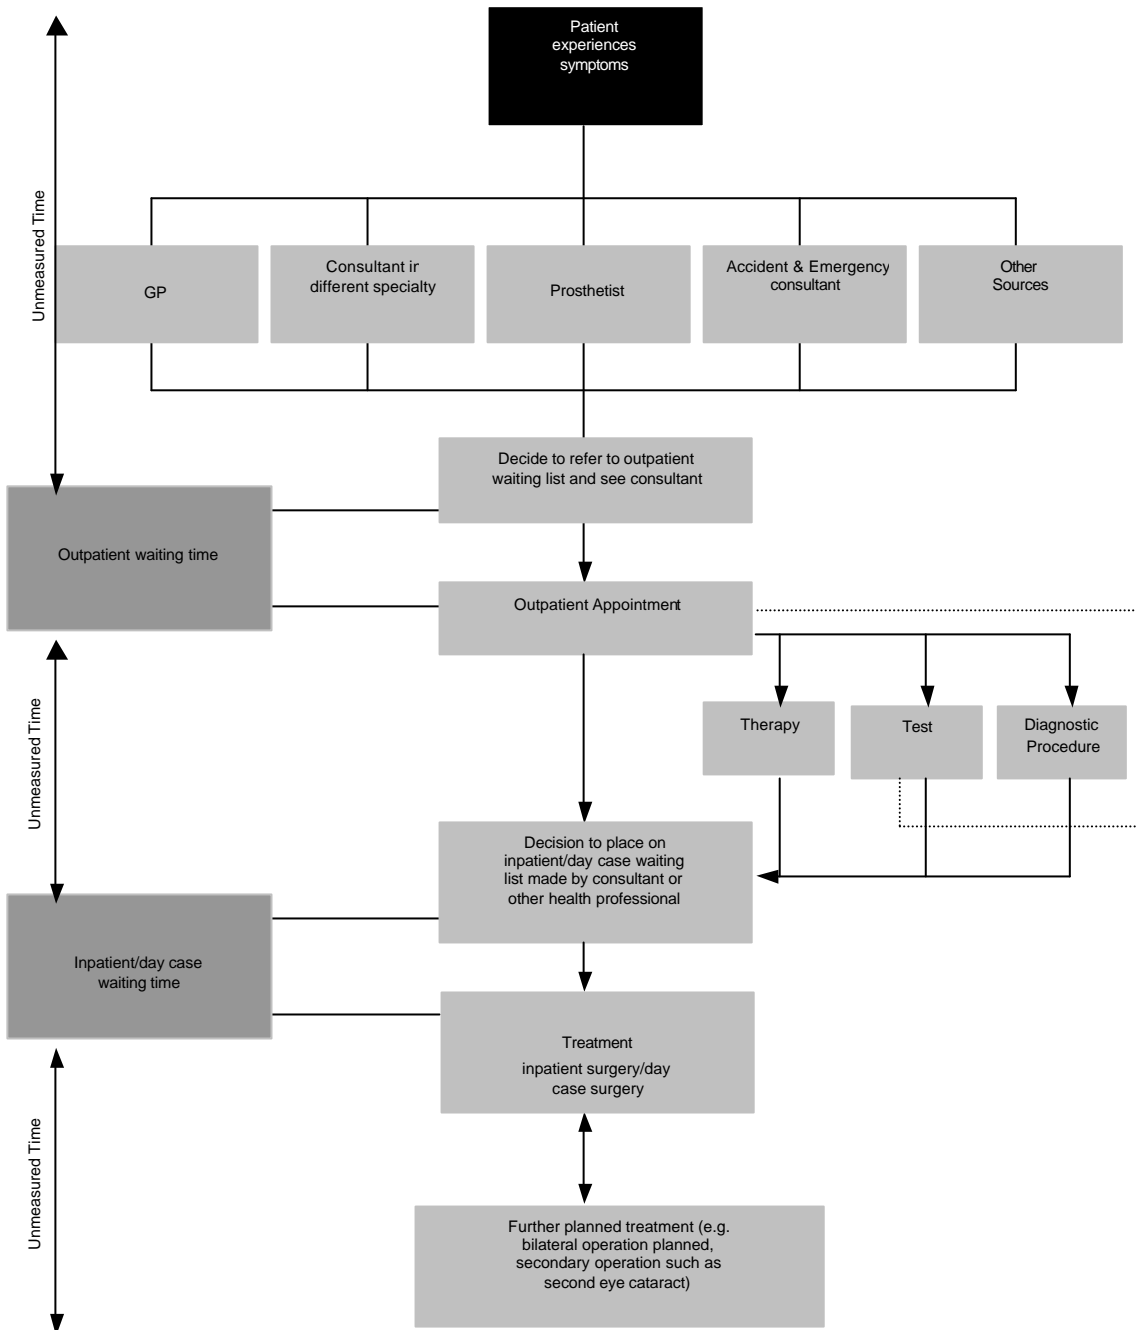 Patient
experiences
symptoms
Unmeasured Time
GP
Consultant in
different specialty
Prosthetist
Accident & Emergency
consultant
Other
Sources
Decide to refer to outpatient
waiting list and see consultant
Outpatient waiting time
Outpatient Appointment
Unmeasured Time
Therapy
Test
Diagnostic
Procedure
Decision to place on
inpatient/day case waiting
list made by consultant or
other health professional
Inpatient/day case
waiting time
Treatment
inpatient surgery/day
case surgery
Unmeasured Time
Further planned treatment (e.g.
bilateral operation planned,
secondary operation such as
second eye cataract)